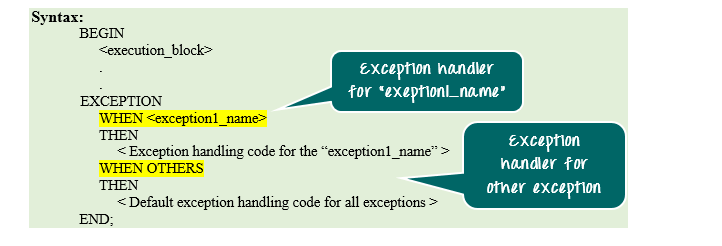 Syntax:
BEGIN
<execution_block>
.
.
EXCEPTION
WHEN <exception1_name>
THEN
< Exception handling code for the “exception1_name” >
WHEN OTHERS
THEN
< Default exception handling code for all exceptions >
END;
Exception handler
for "exeption1_name"
Exception
handler for
other exception